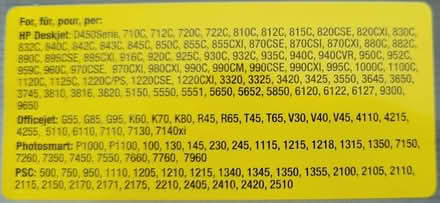 For, für, pour, per:
HP Deskjet: D450Serie, 710C, 712C, 720C, 722C, 810C, 812C, 815C, 820CSE, 820CXI, 830C,
832C, 840C, 842C, 843C, 845C, 850C, 855C, 855CXI, 870CSE, 870CSI, 870CXI, 880C, 882C,
890C, 895CSE, 895CXI, 916C, 920C, 925C, 930C, 932C, 935C, 940C, 940CVR, 950C, 952C,
959C, 960C, 970CSE, 970CXI, 980CXI, 990C, 990CM, 990CSE, 990CXI, 995C, 1000C, 1100C,
1120C, 1125C, 1220C/PS, 1220CSE, 1220CXI, 3320, 3325, 3420, 3425, 3550, 3645, 3650,
3745, 3810, 3816, 3820, 5150, 5550, 5551, 5650, 5652, 5850, 6120, 6122, 6127, 9300,
9650
Officejet: G55, G85, G95, K60, K70, K80, R45, R65, T45, T65, V30, V40, V45, 4110, 4215,
4255, 5110, 6110, 7110, 7130, 7140xi
Photosmart: P1000, P1100, 100, 130, 145, 230, 245, 1115, 1215, 1218, 1315, 1350, 7150,
7260, 7350, 7450, 7550, 7660, 7760, 7960
PSC: 500, 750, 950, 1110, 1205, 1210, 1215, 1340, 1345, 1350, 1355, 2100, 2105, 2110,
2115, 2150, 2170, 2171, 2175, 2210, 2405, 2410, 2420, 2510